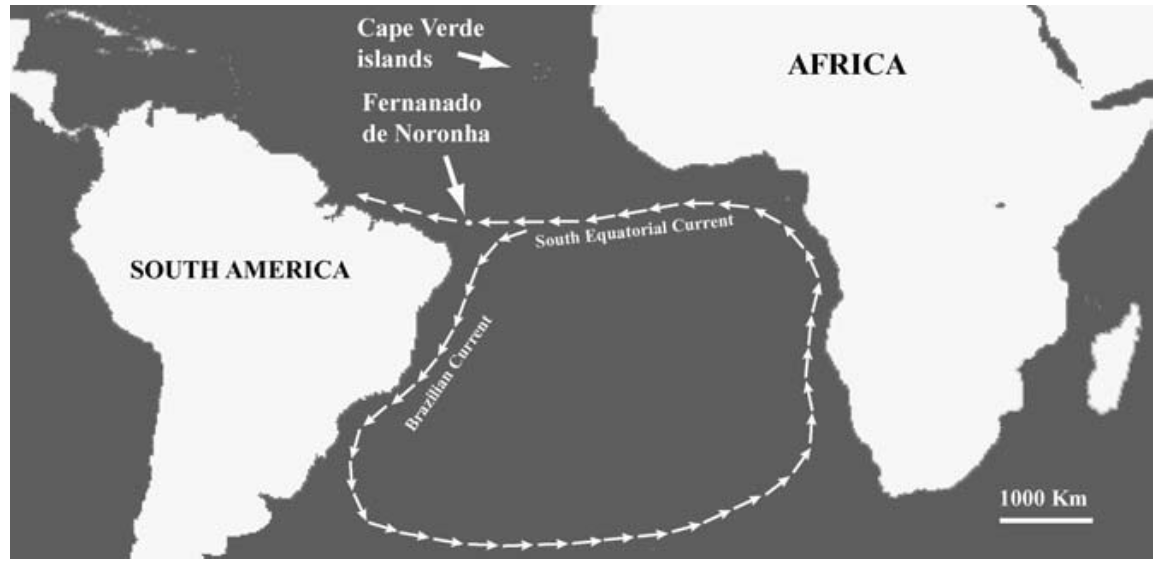 Cape Verde
islands
AFRICA
Fernanado
de Noronha
South Equatorial Current
SOUTH AMERICA
Brazilian Current
1000 Km